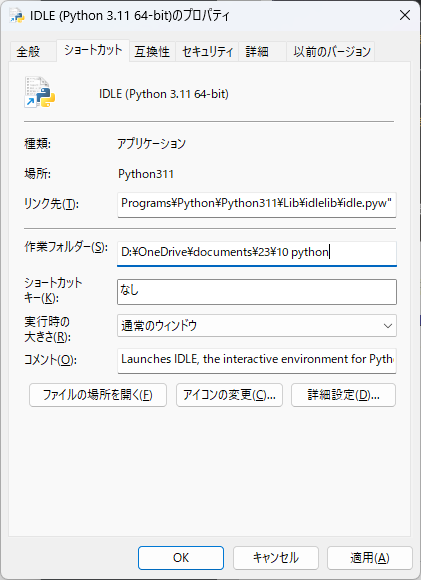 IDLE (Python 3.11 64-bit)のプロパティ
全般 ショートカット 互換性 セキュリティ 詳細 以前のバージョン
IDLE (Python 3.11 64-bit)
種類: アプリケーション
場所: Python311
リンク先(T): Programs¥Python¥Python311¥Lib¥idlelib¥idle.pyw"
作業フォルダー(S): D:¥OneDrive¥documents¥23¥10 python
ショートカット
キー(K): なし
実行時の
大きさ(R): 通常のウィンドウ
コメント(O): Launches IDLE, the interactive environment for Pyth
ファイルの場所を開く(F) アイコンの変更(C)... 詳細設定(D)...
OK キャンセル 適用(A)